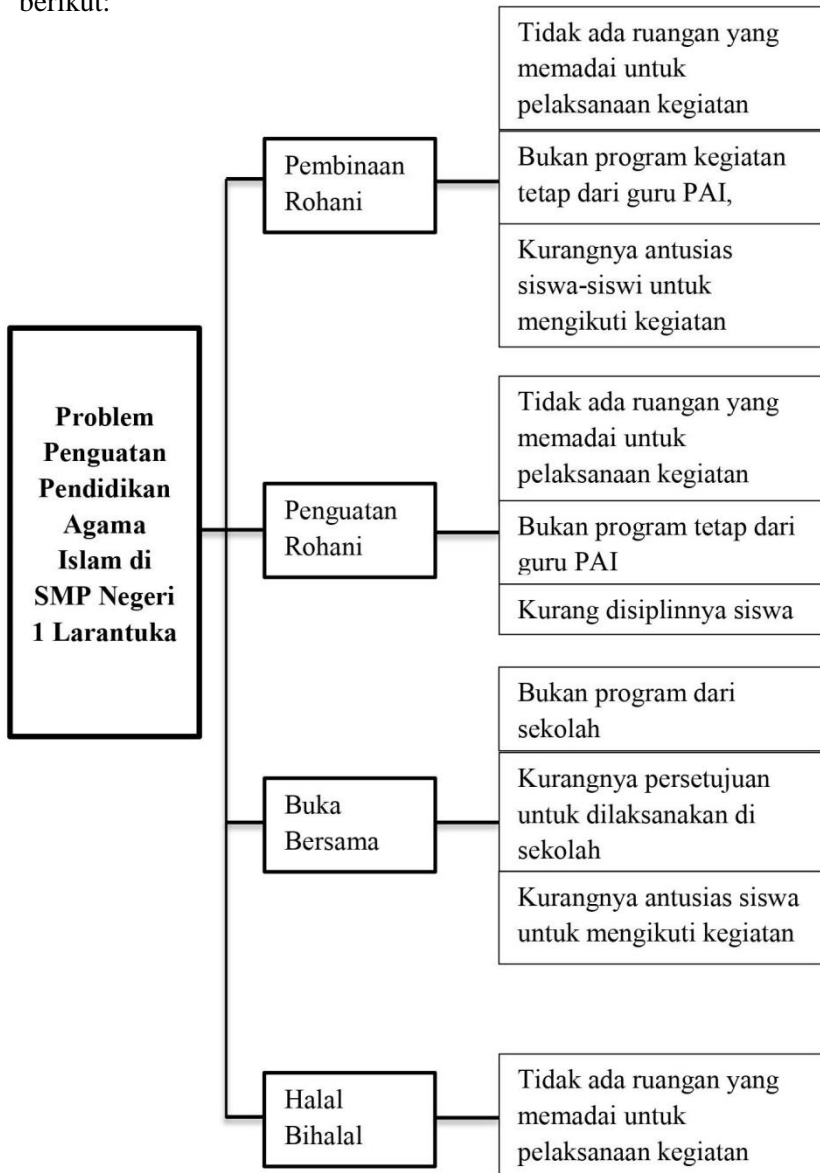 berikut:
Problem
Penguatan
Pendidikan
Agama
Islam di
SMP Negeri
1 Larantuka
Pembinaan
Rohani
Tidak ada ruangan yang
memadai untuk
pelaksanaan kegiatan
Bukan program kegiatan
tetap dari guru PAI,
Kurangnya antusias
siswa-siswi untuk
mengikuti kegiatan
Penguatan
Rohani
Tidak ada ruangan yang
memadai untuk
pelaksanaan kegiatan
Bukan program tetap dari
guru PAI
Kurang disiplinnya siswa
Buka
Bersama
Bukan program dari
sekolah
Kurangnya persetujuan
untuk dilaksanakan di
sekolah
Kurangnya antusias siswa
untuk mengikuti kegiatan
Halal
Bihalal
Tidak ada ruangan yang
memadai untuk
pelaksanaan kegiatan